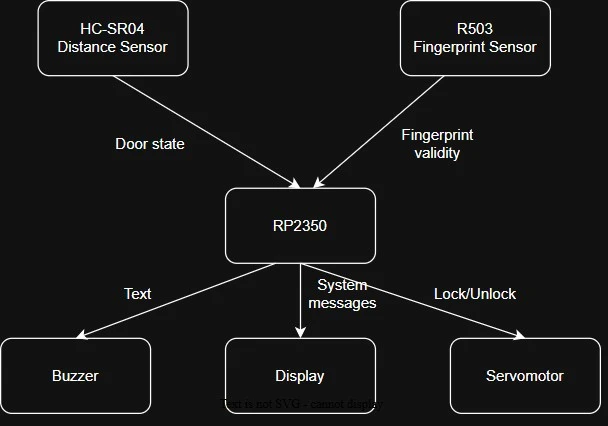 HC-SR04
Distance Sensor
R503
Fingerprint Sensor
Door state
Fingerprint
validity
RP2350
Text
System
messages
Lock/Unlock
Buzzer
Display
Servomotor
Text is not SVG - cannot display